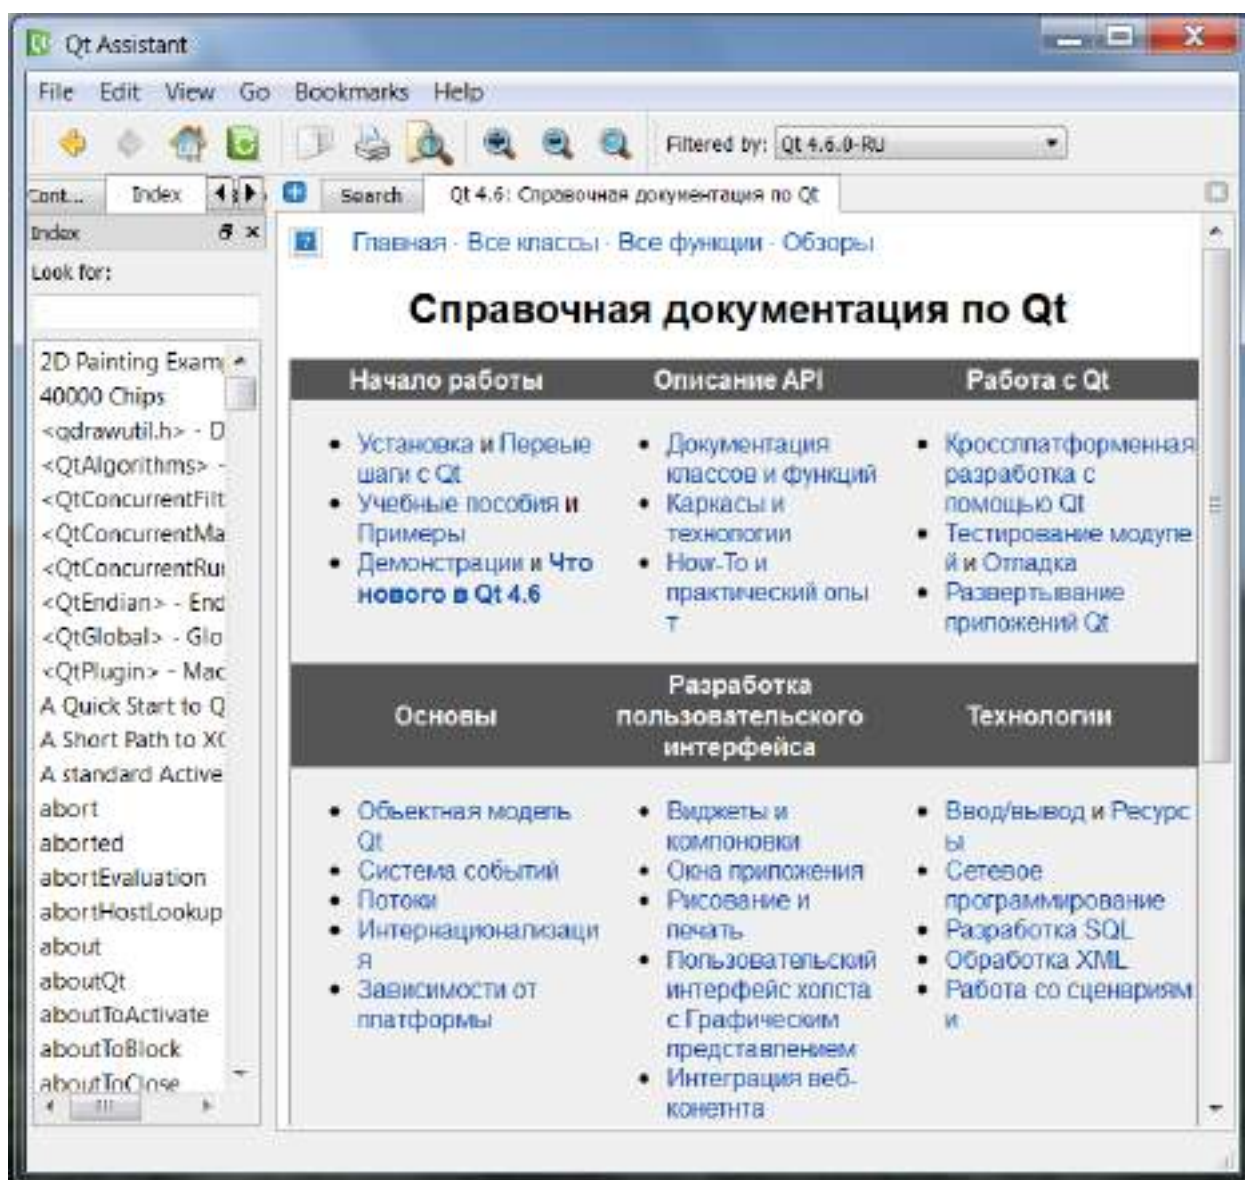 Qt Assistant
File Edit View Go Bookmarks Help
Filtered by: Qt 4.6.0-RU
Cont... Index
Search Qt 4.6: Справочная документация по Qt
Index
Look for:
2D Painting Exam
40000 Chips
<qdrawutil.h> - D
<QtAlgorithms> -
<QtConcurrentFilt
<QtConcurrentMa
<QtConcurrentRu
<QtEndian> - End
<QtGlobal> - Glo
<QtPlugin> - Mac
A Quick Start to Q
A Short Path to XQ
A standard Active
abort
aborted
abortEvaluation
abortHostLookup
about
aboutQt
aboutToActivate
aboutToBlock
aboutToClose
Главная - Все классы - Все функции - Обзоры
Справочная документация по Qt
Начало работы
Установка и Первые
шаги с Qt
Учебные пособия и
Примеры
Демонстрации и Что
нового в Qt 4.6
Описание API
Документация
классов и функций
Каркасы и
технологии
How-To и
практический опы
т
Работа с Qt
Кроссплатформенная
разработка с
помощью Qt
Тестирование модуле
й и Отладка
Развертывание
приложений Qt
Основы
Объектная модель
Qt
Система событий
Потоки
Интернационализаци
я
Зависимости от
платформы
Разработка
пользовательского
интерфейса
Виджеты и
компоновки
Окна приложения
Рисование и
печать
Пользовательский
интерфейс холста
с Графическим
представлением
Интеграция веб-
конетнта
Технологии
Ввод/вывод и Ресурс
ы
Сетевое
программирование
Разработка SQL
Обработка XML
Работа со сценариям
и